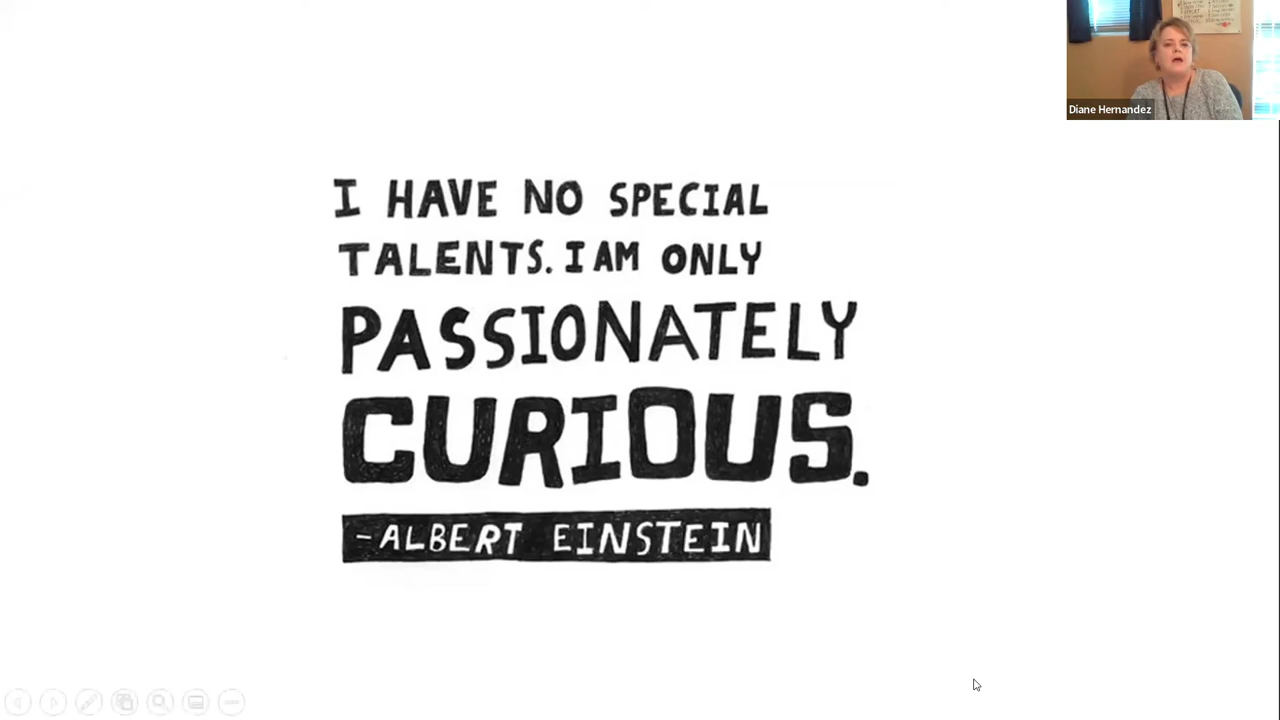 Diane Hernandez
I HAVE NO SPECIAL
TALENTS. I AM ONLY
PASSIONATELY
CURIOUS.
-ALBERT EINSTEIN